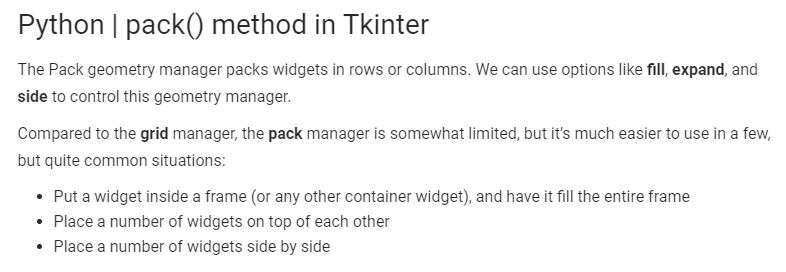 Python | pack() method in Tkinter
The Pack geometry manager packs widgets in rows or columns. We can use options like fill, expand, and
side to control this geometry manager.
Compared to the grid manager, the pack manager is somewhat limited, but it’s much easier to use in a few,
but quite common situations:
• Put a widget inside a frame (or any other container widget), and have it fill the entire frame
• Place a number of widgets on top of each other
• Place a number of widgets side by side